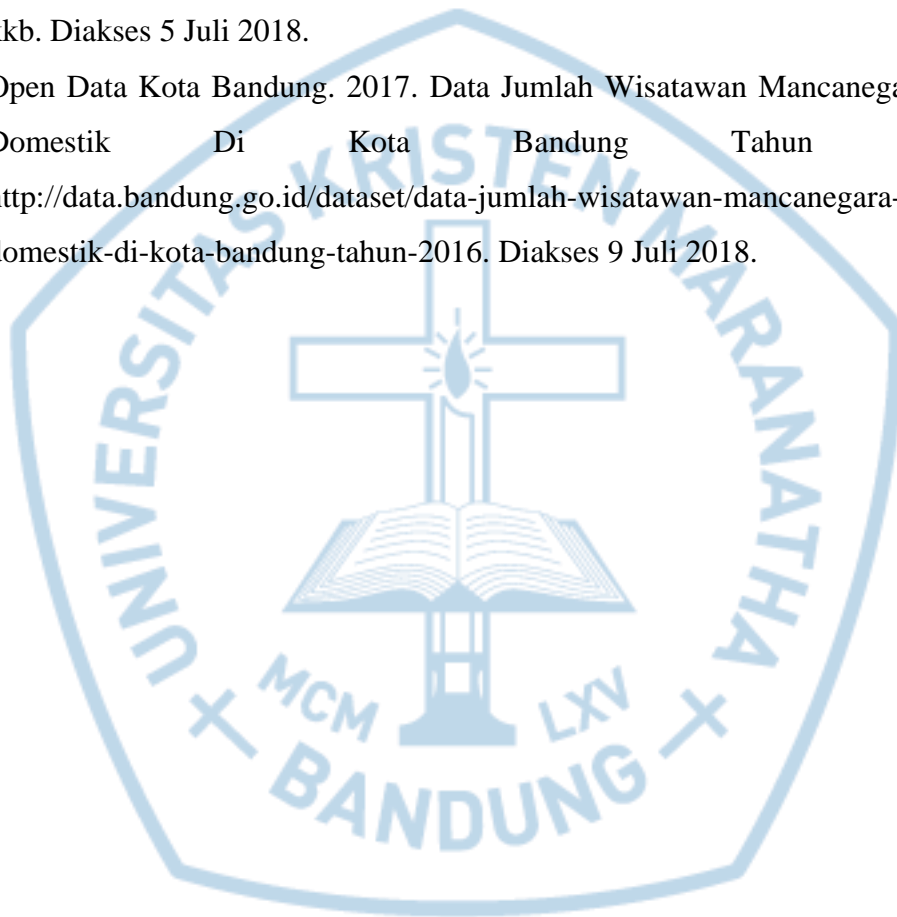 kkb. Diakses 5 Juli 2018.
Open Data Kota Bandung. 2017. Data Jumlah Wisatawan Mancanega
Domestik Di Kota Bandung Tahun
http://data.bandung.go.id/dataset/data-jumlah-wisatawan-mancanegara-
domestik-di-kota-bandung-tahun-2016. Diakses 9 Juli 2018.
UNIVERSITAS KRISTEN MARANATHA
MCM LXV
BANDUNG